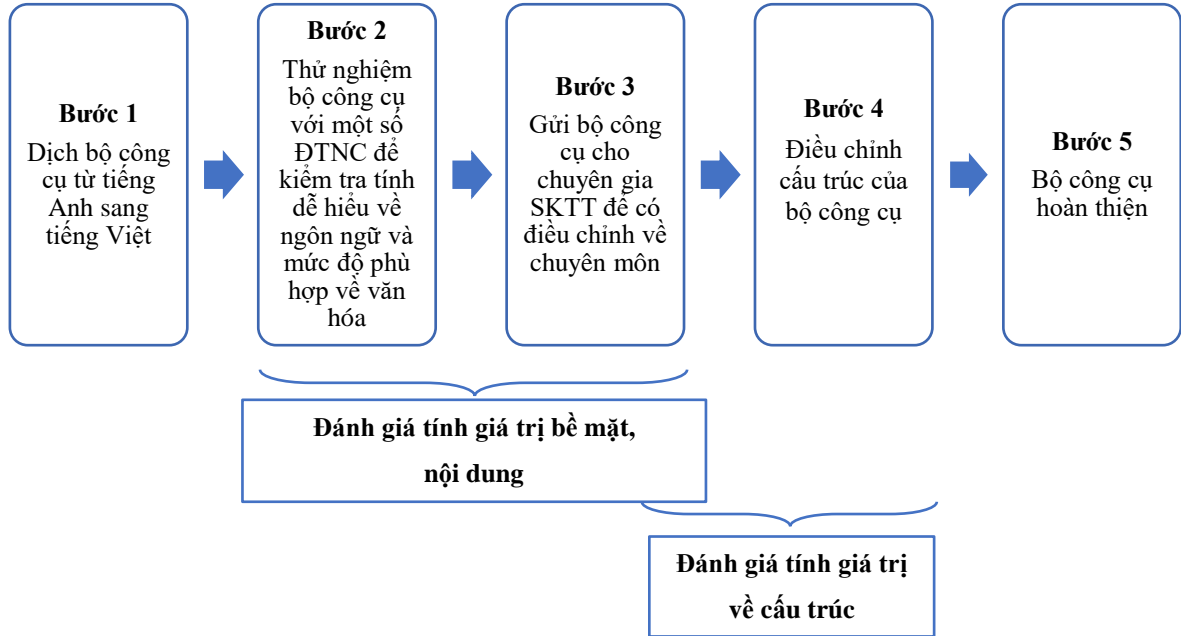 Bước 1
Dịch bộ công
cụ từ tiếng
Anh sang
tiếng Việt
Bước 2
Thử nghiệm
bộ công cụ
với một số
ĐTNC để
kiểm tra tính
dễ hiểu về
ngôn ngữ và
mức độ phù
hợp về văn
hóa
Bước 3
Gửi bộ công
cụ cho
chuyên gia
SKTT để có
điều chỉnh về
chuyên môn
Bước 4
Điều chỉnh
cấu trúc của
bộ công cụ
Bước 5
Bộ công cụ
hoàn thiện
Đánh giá tính giá trị bề mặt,
nội dung
Đánh giá tính giá trị
về cấu trúc